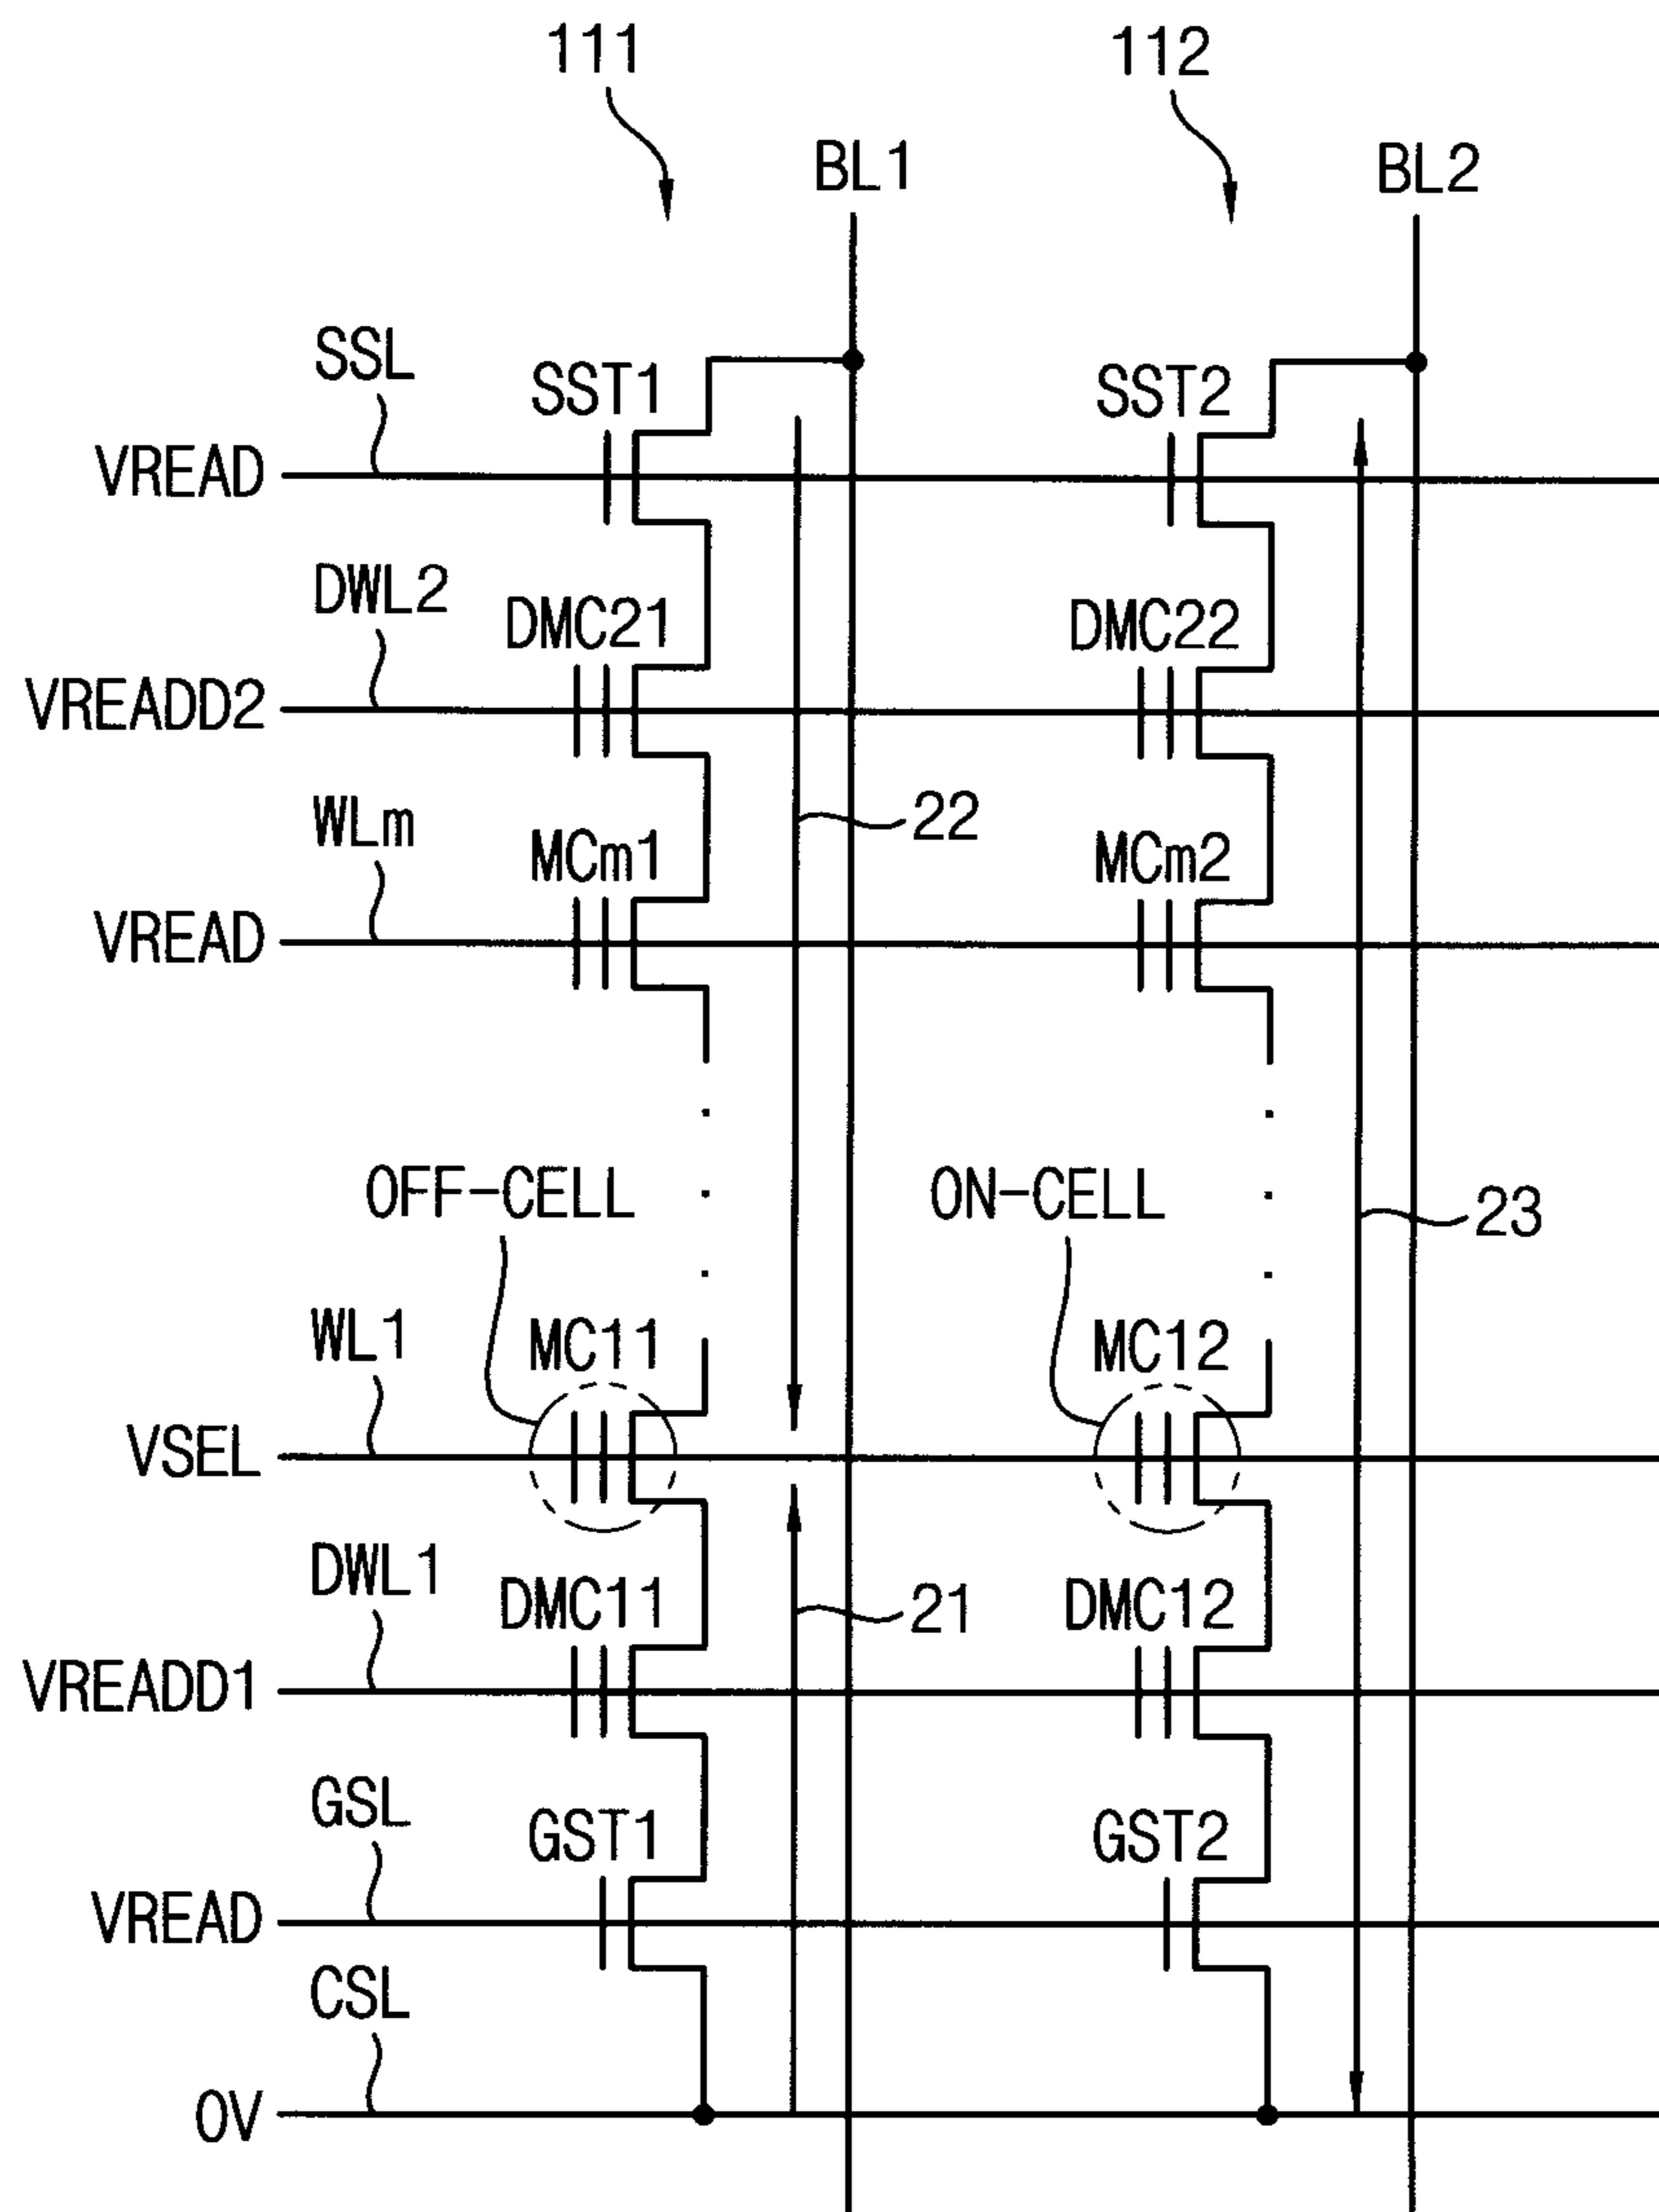 111 112
BL1 BL2
SSL SST1 SST2
VREAD
DWL2 DMC21 DMC22
VREADD2
WLm MCm1 22 MCm2
VREAD
OFF-CELL ON-CELL 23
WL1 MC11 MC12
VSEL
DWL1 DMC11 21 DMC12
VREADD1
GSL GST1 GST2
VREAD
CSL
0V